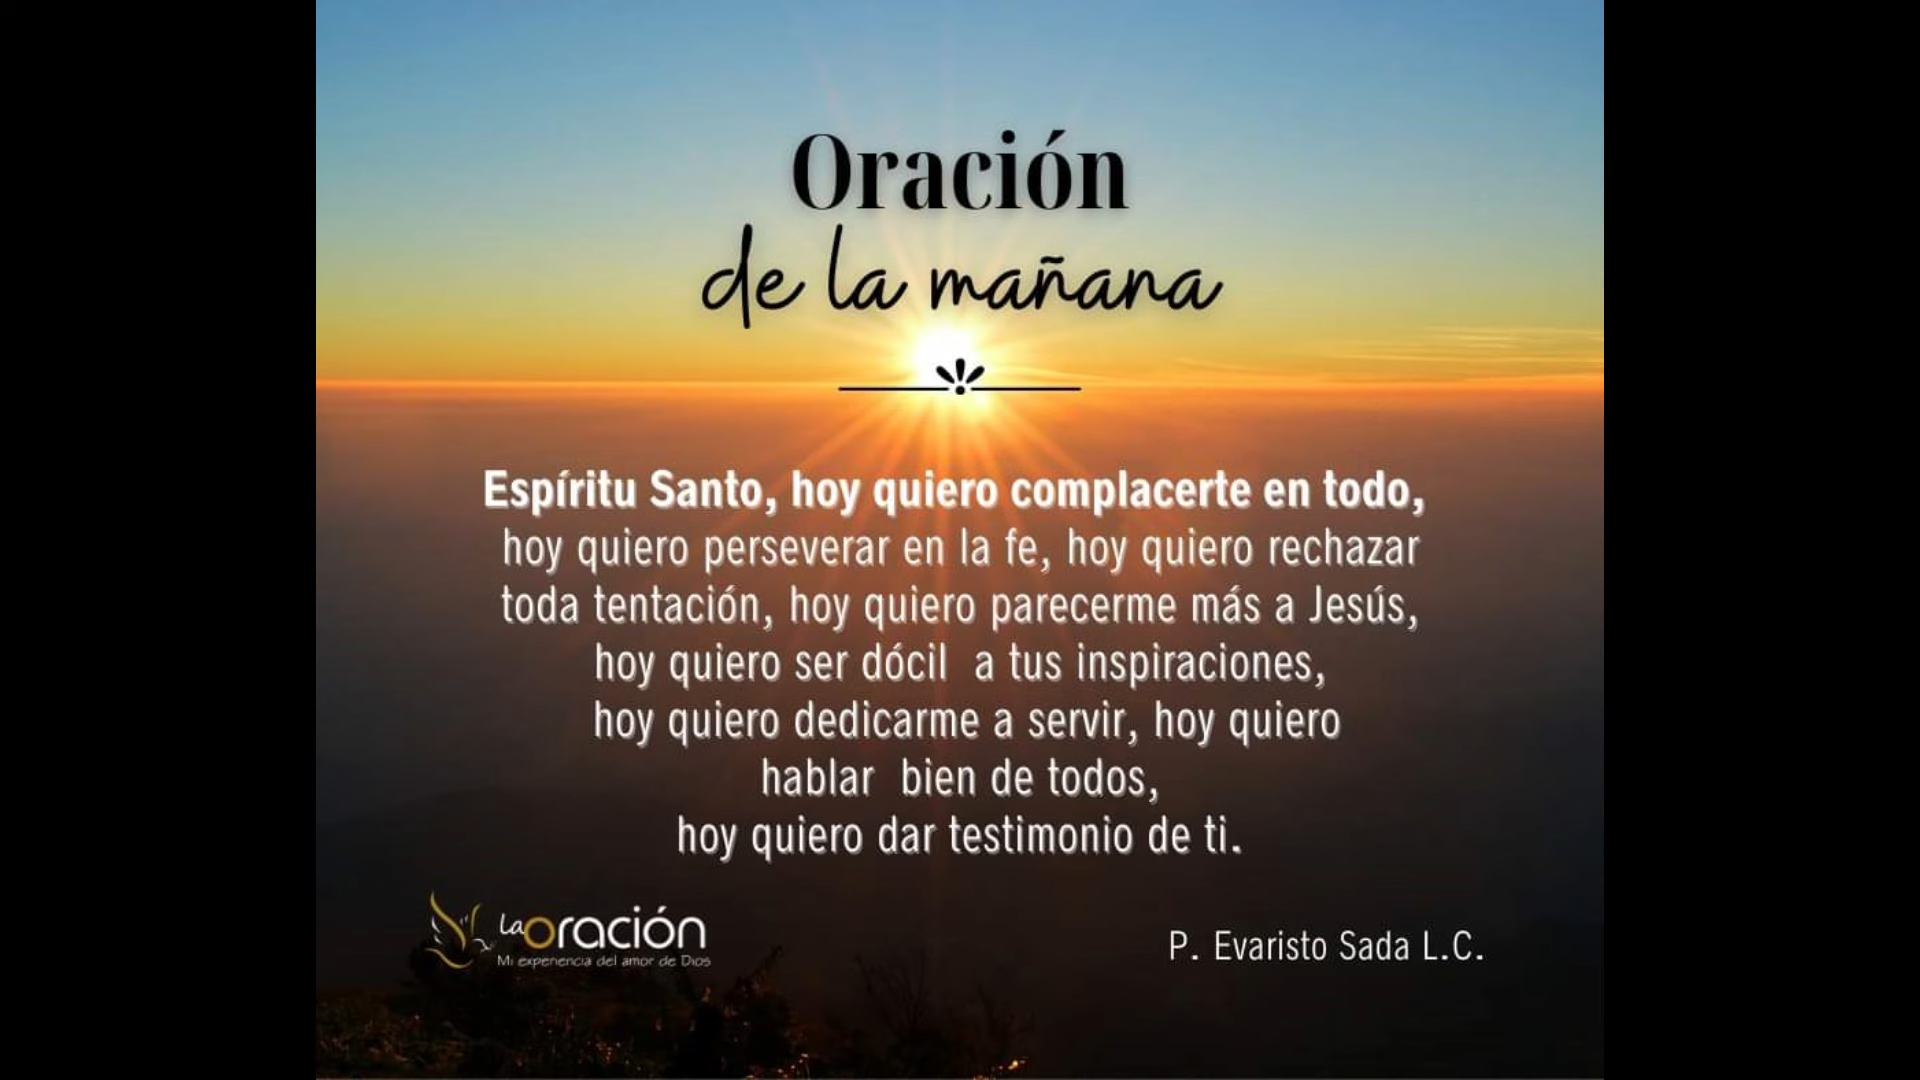 Oración
de la mañana
Espíritu Santo, hoy quiero complacerte en todo,
hoy quiero perseverar en la fe, hoy quiero rechazar
toda tentación, hoy quiero parecerme más a Jesús,
hoy quiero ser dócil a tus inspiraciones,
hoy quiero dedicarme a servir, hoy quiero
hablar bien de todos,
hoy quiero dar testimonio de ti.
La oración
Mi experiencia del amor de Dios
P. Evaristo Sada L.C.